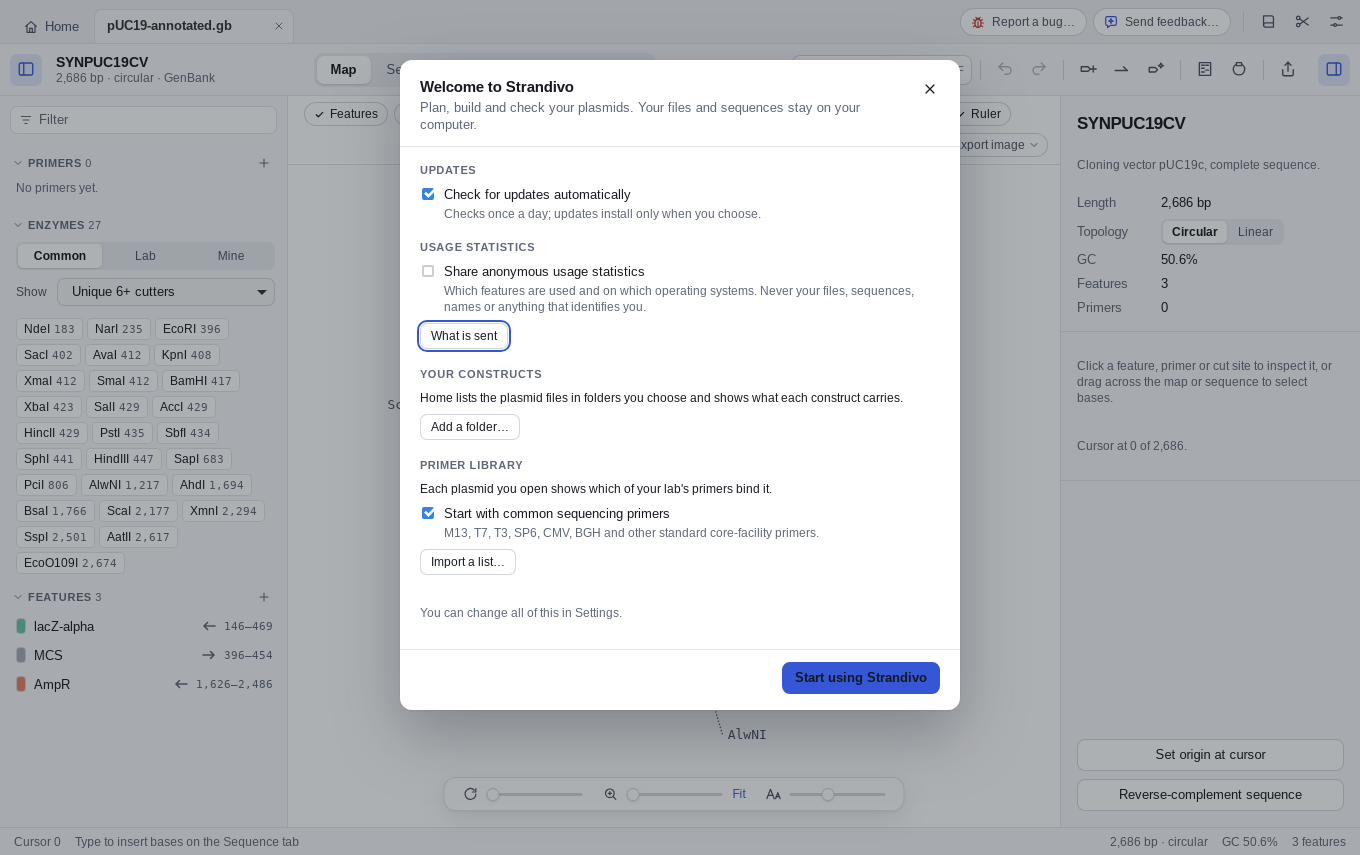 Home
pUC19-annotated.gb
Report a bug…
Send feedback…
SYNPUC19CV
2,686 bp · circular · GenBank
Map
Features
Ruler
Filter
PRIMERS 0
No primers yet.
ENZYMES 27
Common Lab Mine
Show Unique 6+ cutters
NdeI 183 NarI 235 EcoRI 396
SacI 402 AvaI 412 KpnI 408
XmaI 412 SmaI 412 BamHI 417
XbaI 423 SalI 429 AccI 429
HincII 429 PstI 435 SbfI 434
SphI 441 HindIII 447 SapI 683
PciI 806 AlwNI 1,217 AhdI 1,694
BsaI 1,766 ScaI 2,177 XmnI 2,294
SspI 2,501 AatII 2,617
EcoO109I 2,674
FEATURES 3
lacZ-alpha 146–469
MCS 396–454
AmpR 1,626–2,486
Welcome to Strandivo
Plan, build and check your plasmids. Your files and sequences stay on your
computer.
UPDATES
Check for updates automatically
Checks once a day; updates install only when you choose.
USAGE STATISTICS
Share anonymous usage statistics
Which features are used and on which operating systems. Never your files, sequences,
names or anything that identifies you.
What is sent
YOUR CONSTRUCTS
Home lists the plasmid files in folders you choose and shows what each construct carries.
Add a folder…
PRIMER LIBRARY
Each plasmid you open shows which of your lab's primers bind it.
Start with common sequencing primers
M13, T7, T3, SP6, CMV, BGH and other standard core-facility primers.
Import a list…
You can change all of this in Settings.
Start using Strandivo
AlwNI
Fit
SYNPUC19CV
Cloning vector pUC19c, complete sequence.
Length 2,686 bp
Topology Circular Linear
GC 50.6%
Features 3
Primers 0
Click a feature, primer or cut site to inspect it, or
drag across the map or sequence to select
bases.
Cursor at 0 of 2,686.
Set origin at cursor
Reverse-complement sequence
Cursor 0 Type to insert bases on the Sequence tab
2,686 bp · circular GC 50.6% 3 features